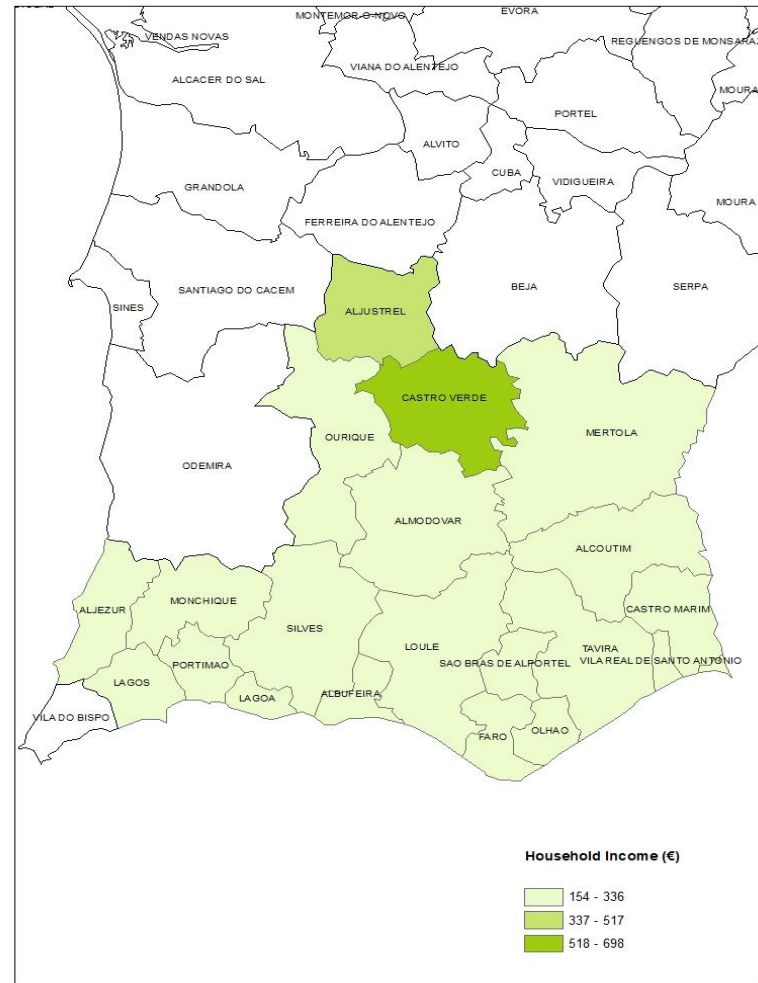 MONTEMOR-O-NOVO
EVORA
VENDAS NOVAS
REGUENGOS DE MONSARAZ
VIANA DO ALENTEJO
ALCACER DO SAL
MOURA
PORTEL
ALVITO
CUBA
VIDIGUEIRA
GRANDOLA
MOURA
FERREIRA DO ALENTEJO
SANTIAGO DO CACEM
BEJA
SERPA
SINES
ALJUSTREL
CASTRO VERDE
MERTOLA
OURIQUE
ODEMIRA
ALMODOVAR
ALCOUTIM
MONCHIQUE
ALJEZUR
CASTRO MARIM
SILVES
LOULE
TAVIRA
SAO BRAS DE ALPORTEL
VILA REAL DE SANTO ANTONIO
PORTIMAO
LAGOS
LAGOA
ALBUFEIRA
VILA DO BISPO
OLHAO
FARO
Household Income (€)
154 - 336
337 - 517
518 - 698